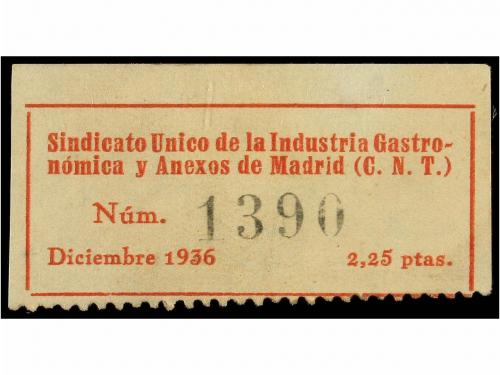 Sindicato Unico de la Industria Gastro-
nómica y Anexos de Madrid (C. N. T.)
Núm. 1390
Diciembre 1936 2,25 ptas.